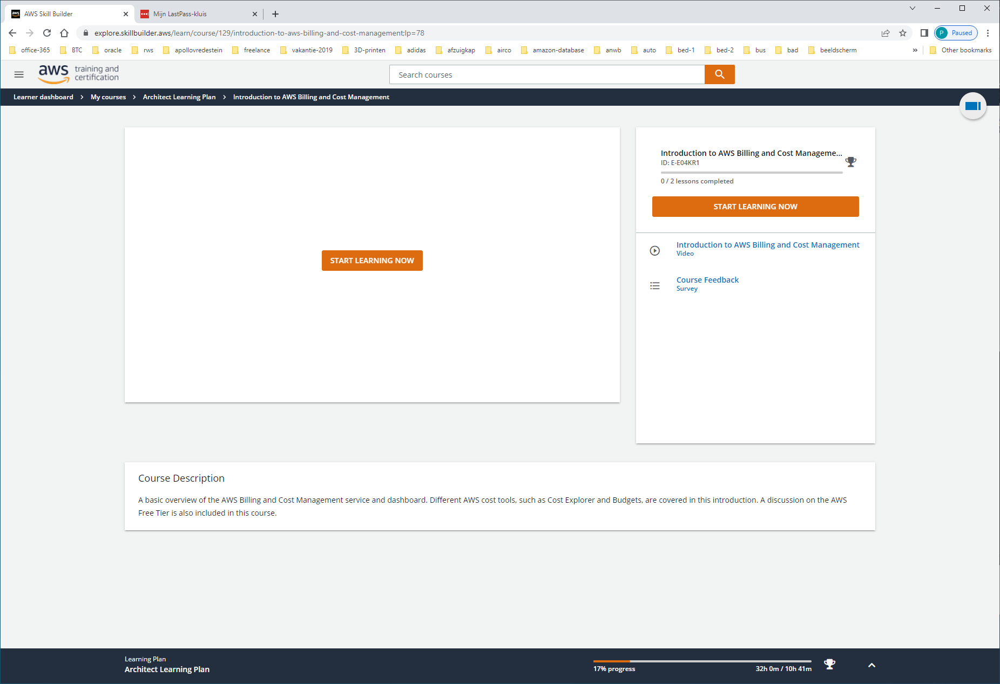 AWS Skill Builder
Mijn LastPass-kluis
explore.skillbuilder.aws/learn/course/129/introduction-to-aws-billing-and-cost-management;lp=78
P Paused
office-365 BTC oracle rws apollovredestein freelance vakantie-2019 3D-printen adidas afzuigkap airco amazon-database anwb auto bed-1 bed-2 bus bad beeldscherm » Other bookmarks
aws training and
certification
Search courses
Learner dashboard > My courses > Architect Learning Plan > Introduction to AWS Billing and Cost Management
START LEARNING NOW
Introduction to AWS Billing and Cost Manageme...
ID: E-E04KR1
0 / 2 lessons completed
START LEARNING NOW
Introduction to AWS Billing and Cost Management
Video
Course Feedback
Survey
Course Description
A basic overview of the AWS Billing and Cost Management service and dashboard. Different AWS cost tools, such as Cost Explorer and Budgets, are covered in this introduction. A discussion on the AWS
Free Tier is also included in this course.
Learning Plan
Architect Learning Plan
17% progress
32h 0m / 10h 41m